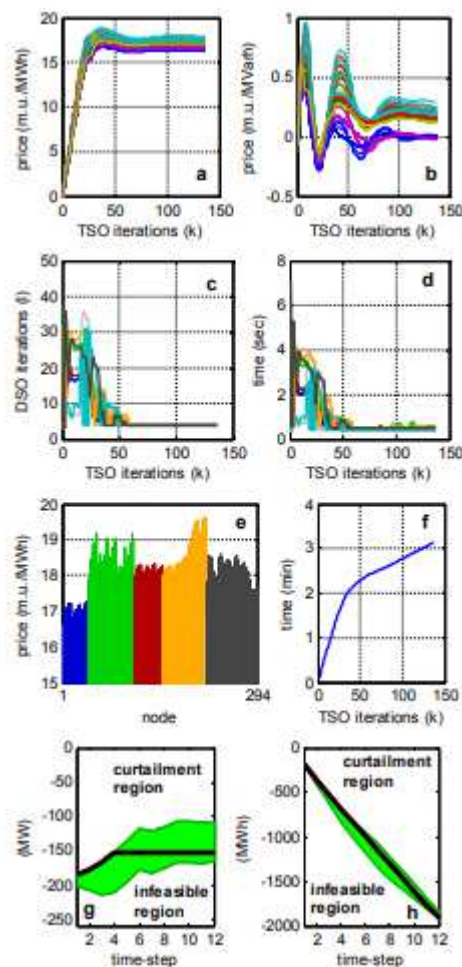 price (m.u./MWh)
20
15
10
5
0
a
0 50 100 150
TSO iterations (k)
price (m.u./MVarh)
1
0.5
0
-0.5
b
0 50 100 150
TSO iterations (k)
DSO iterations (l)
50
40
30
20
10
0
c
0 50 100 150
TSO iterations (k)
time (sec)
8
6
4
2
0
d
0 50 100 150
TSO iterations (k)
price (m.u./MWh)
20
19
18
17
16
15
e
1 294
node
time (min)
4
3
2
1
0
f
0 50 100 150
TSO iterations (k)
(MW)
0
-50
-100
-150
-200
-250
curtailment
region
infeasible
region
g
2 4 6 8 10 12
time-step
(MWh)
0
-500
-1000
-1500
-2000
curtailment
region
infeasible
region
h
2 4 6 8 10 12
time-step